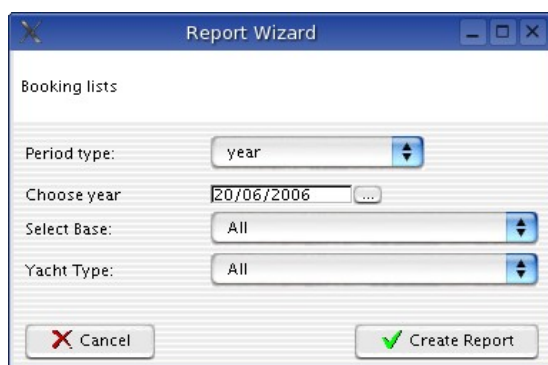 Report Wizard
Booking lists
Period type: year
Choose year 20/06/2006 ...
Select Base: All
Yacht Type: All
Cancel Create Report